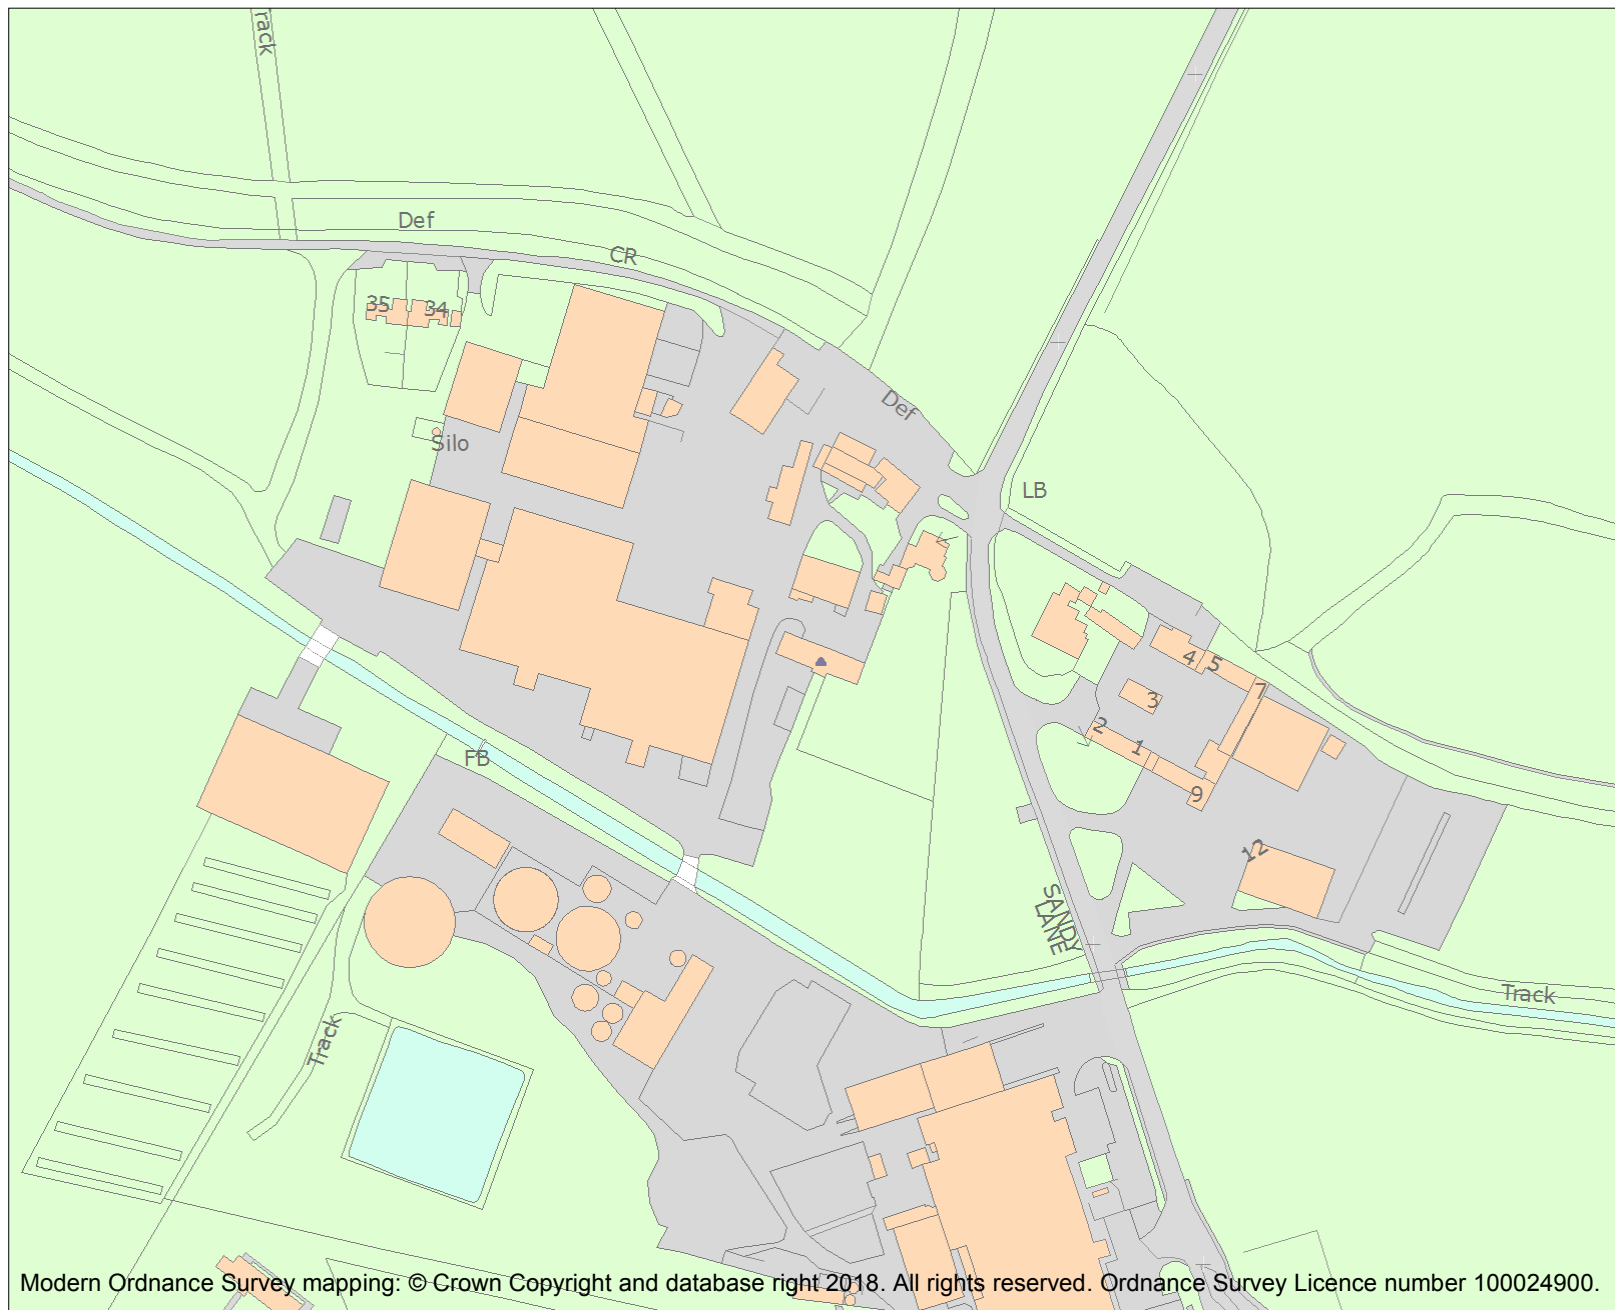 rack
Def
CR
35
34
Def
Silo
LB
4
5
7
3
2
1
9
FB
12
SANDY
LANE
Track
Track
Modern Ordnance Survey mapping: © Crown Copyright and database right 2018. All rights reserved. Ordnance Survey Licence number 100024900.